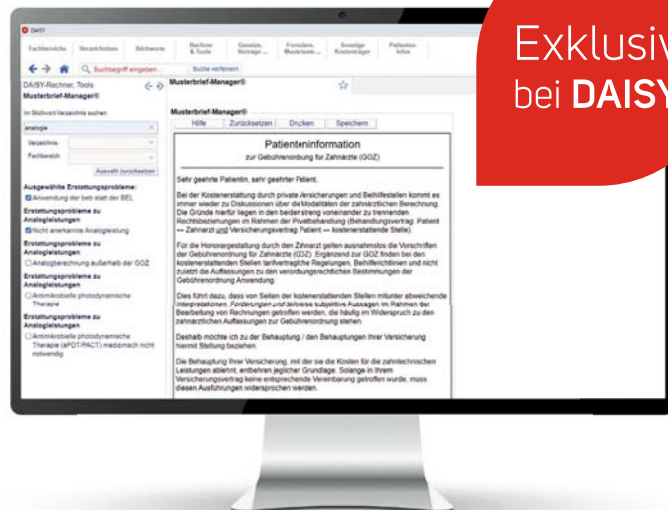 Exklusiv
bei DAISY
DAISY
Fachbereiche Verzeichnisse Stichworte Rechner & Tools Gesetze, Verträge ... Formulare, Mustertexte ... Sonstige Kostenträger Patienten-Infos
Suchbegriff eingeben... Suche verfeinern
DAISY-Rechner, Tools
Musterbrief-Manager®
Im Stichwort-Verzeichnis suchen
analogie
Verzeichnis
Fachbereich
Auswahl zurücksetzen
Ausgewählte Erstattungsprobleme:
Anwendung der beb statt der BEL
Erstattungsprobleme zu
Analogleistungen
Nicht anerkannte Analogleistung
Erstattungsprobleme zu
Analogleistungen
Analogberechnung außerhalb der GOZ
Erstattungsprobleme zu
Analogleistungen
Antimikrobielle photodynamische
Therapie
Erstattungsprobleme zu
Analogleistungen
Antimikrobielle photodynamische
Therapie (aPDT/PACT) medizinisch nicht
notwendig
Musterbrief-Manager®
Musterbrief-Manager®
Hilfe Zurücksetzen Drucken Speichern
Patienteninformation
zur Gebührenordung für Zahnärzte (GOZ)
Sehr geehrte Patientin, sehr geehrter Patient,
Bei der Kostenerstattung durch private Versicherungen und Beihilfestellen kommt es
immer wieder zu Diskussionen über die Modalitäten der zahnärztlichen Berechnung.
Die Gründe hierfür liegen in den beiden streng voneinander zu trennenden
Rechtsbeziehungen im Rahmen der Privatbehandlung (Behandlungsvertrag: Patient
↔ Zahnarzt und Versicherungsvertrag: Patient ↔ kostenerstattende Stelle).
Für die Honorargestaltung durch den Zahnarzt gelten ausnahmslos die Vorschriften
der Gebührenordnung für Zahnärzte (GOZ). Ergänzend zur GOZ finden bei den
kostenerstattenden Stellen tarifvertragliche Regelungen, Beihilferichtlinien und nicht
zuletzt die Auffassungen zu den verordnungsrechtlichen Bestimmungen der
Gebührenordnung Anwendung.
Dies führt dazu, dass von Seiten der kostenerstattenden Stellen mitunter abweichende
Interpretationen, Forderungen und teilweise subjektive Aussagen im Rahmen der
Bearbeitung von Rechnungen getroffen werden, die häufig im Widerspruch zu den
zahnärztlichen Auffassungen zur Gebührenordnung stehen.
Deshalb möchte ich zu der Behauptung / den Behauptungen Ihrer Versicherung
hiermit Stellung beziehen.
Die Behauptung Ihrer Versicherung, mit der sie die Kosten für die zahntechnischen
Leistungen ablehnt, entbehren jeglicher Grundlage. Solange in Ihrem
Versicherungsvertrag keine entsprechende Vereinbarung getroffen wurde, muss
diesen Ausführungen widersprochen werden.